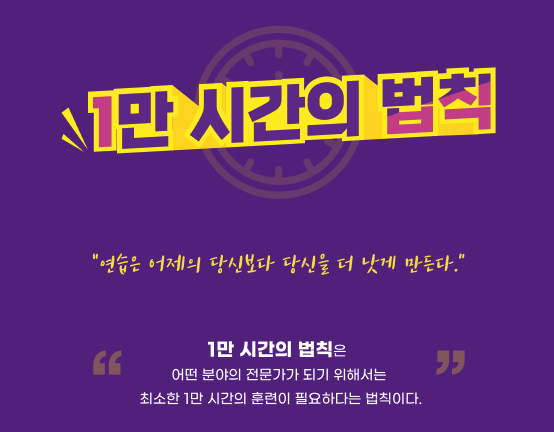 1만 시간의 법칙
"연습은 어제의 당신보다 당신을 더 낫게 만든다."
1만 시간의 법칙은
어떤 분야의 전문가가 되기 위해서는
최소한 1만 시간의 훈련이 필요하다는 법칙이다.